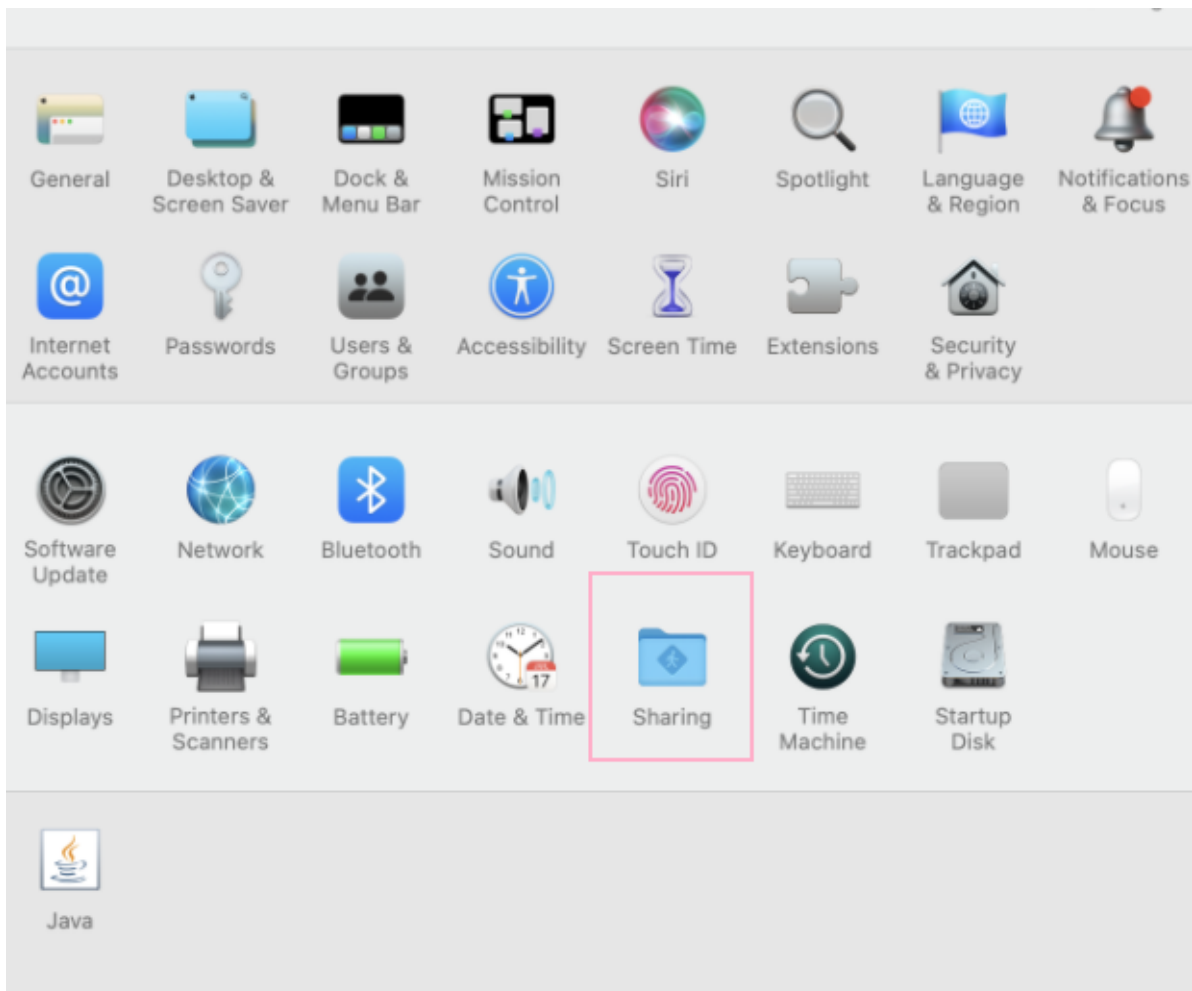 General
Desktop &
Screen Saver
Dock &
Menu Bar
Mission
Control
Siri
Spotlight
Language
& Region
Notifications
& Focus
Internet
Accounts
Passwords
Users &
Groups
Accessibility
Screen Time
Extensions
Security
& Privacy
Software
Update
Network
Bluetooth
Sound
Touch ID
Keyboard
Trackpad
Mouse
Displays
Printers &
Scanners
Battery
17
Date & Time
Sharing
Time
Machine
Startup
Disk
Java